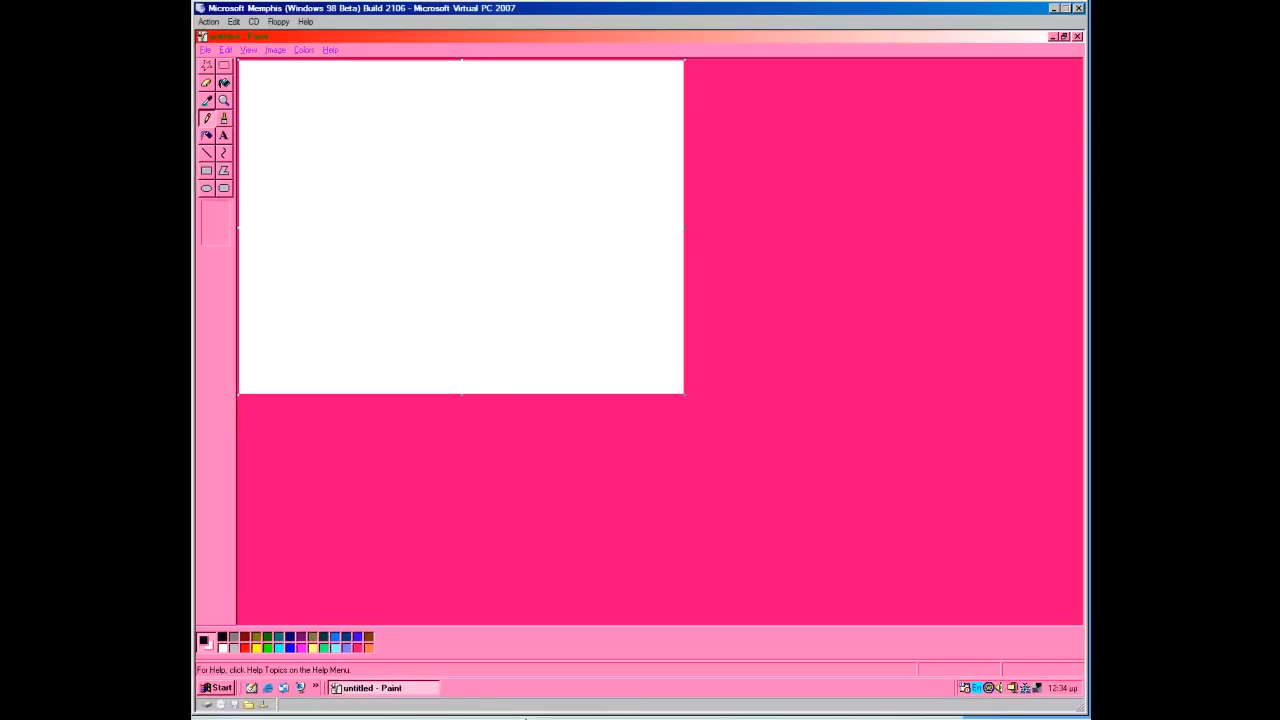 Microsoft Memphis (Windows 98 Beta) Build 2106 - Microsoft Virtual PC 2007
Action Edit CD Floppy Help
untitled - Paint
File Edit View Image Colors Help
A
For Help, click Help Topics on the Help Menu.
Start » untitled - Paint En 12:34 μμ